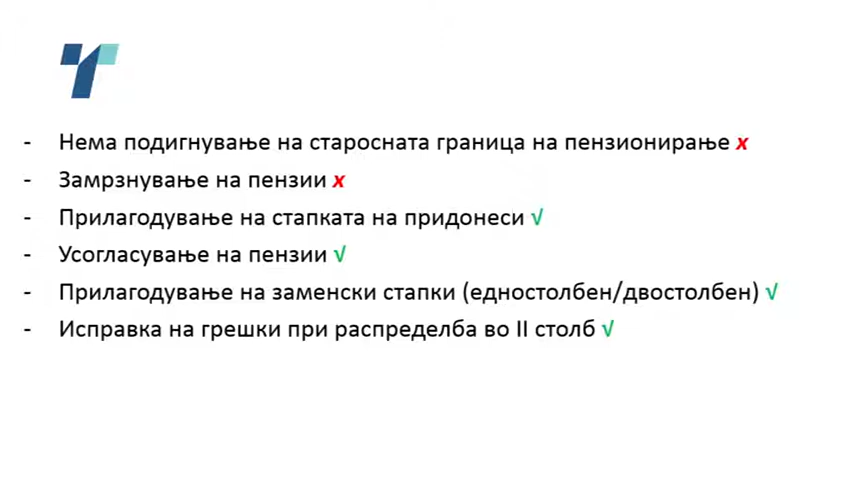 - Нема подигнување на старосната граница на пензионирање x
- Замрзнување на пензии x
- Прилагодување на стапката на придонеси √
- Усогласување на пензии √
- Прилагодување на заменски стапки (едностолбен/двостолбен) √
- Исправка на грешки при распределба во II столб √